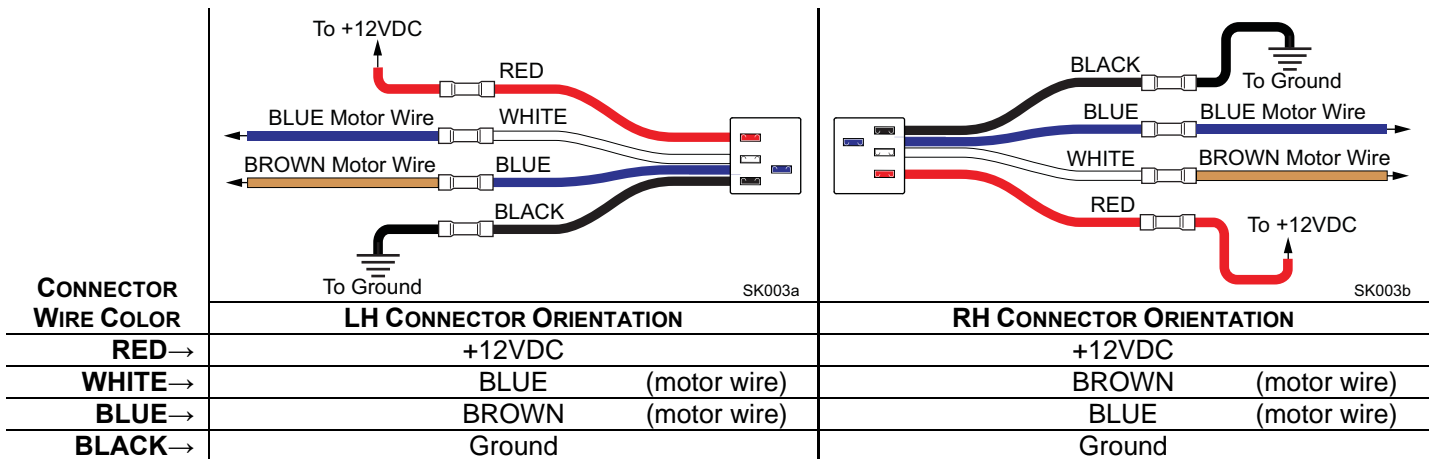 To +12VDC
RED
BLUE Motor Wire
WHITE
BROWN Motor Wire
BLUE
BLACK
To Ground
SK003a
BLACK
To Ground
BLUE
BLUE Motor Wire
WHITE
BROWN Motor Wire
RED
To +12VDC
SK003b
CONNECTOR
WIRE COLOR
LH CONNECTOR ORIENTATION
RH CONNECTOR ORIENTATION
RED→ +12VDC +12VDC
WHITE→ BLUE (motor wire) BROWN (motor wire)
BLUE→ BROWN (motor wire) BLUE (motor wire)
BLACK→ Ground Ground